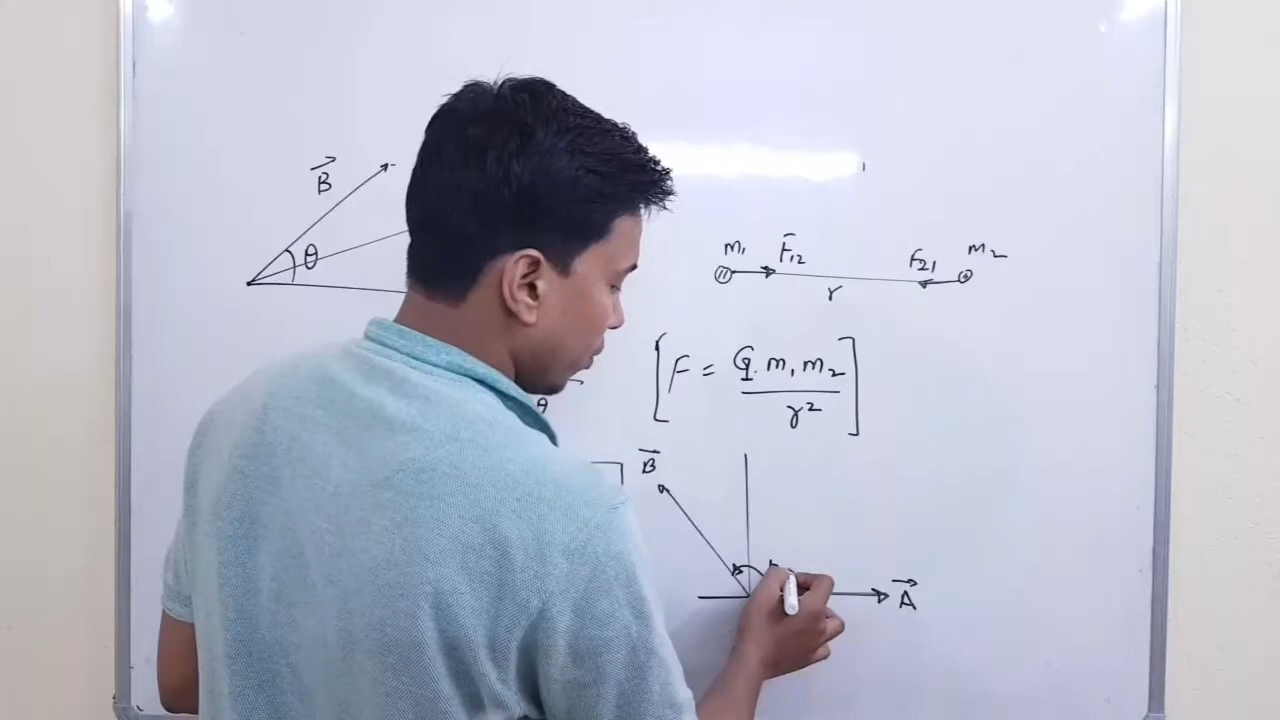 B
θ
m₁ F₁₂ F₂₁ m₂
r
[F = G.m₁m₂/r²]
θ
B
A